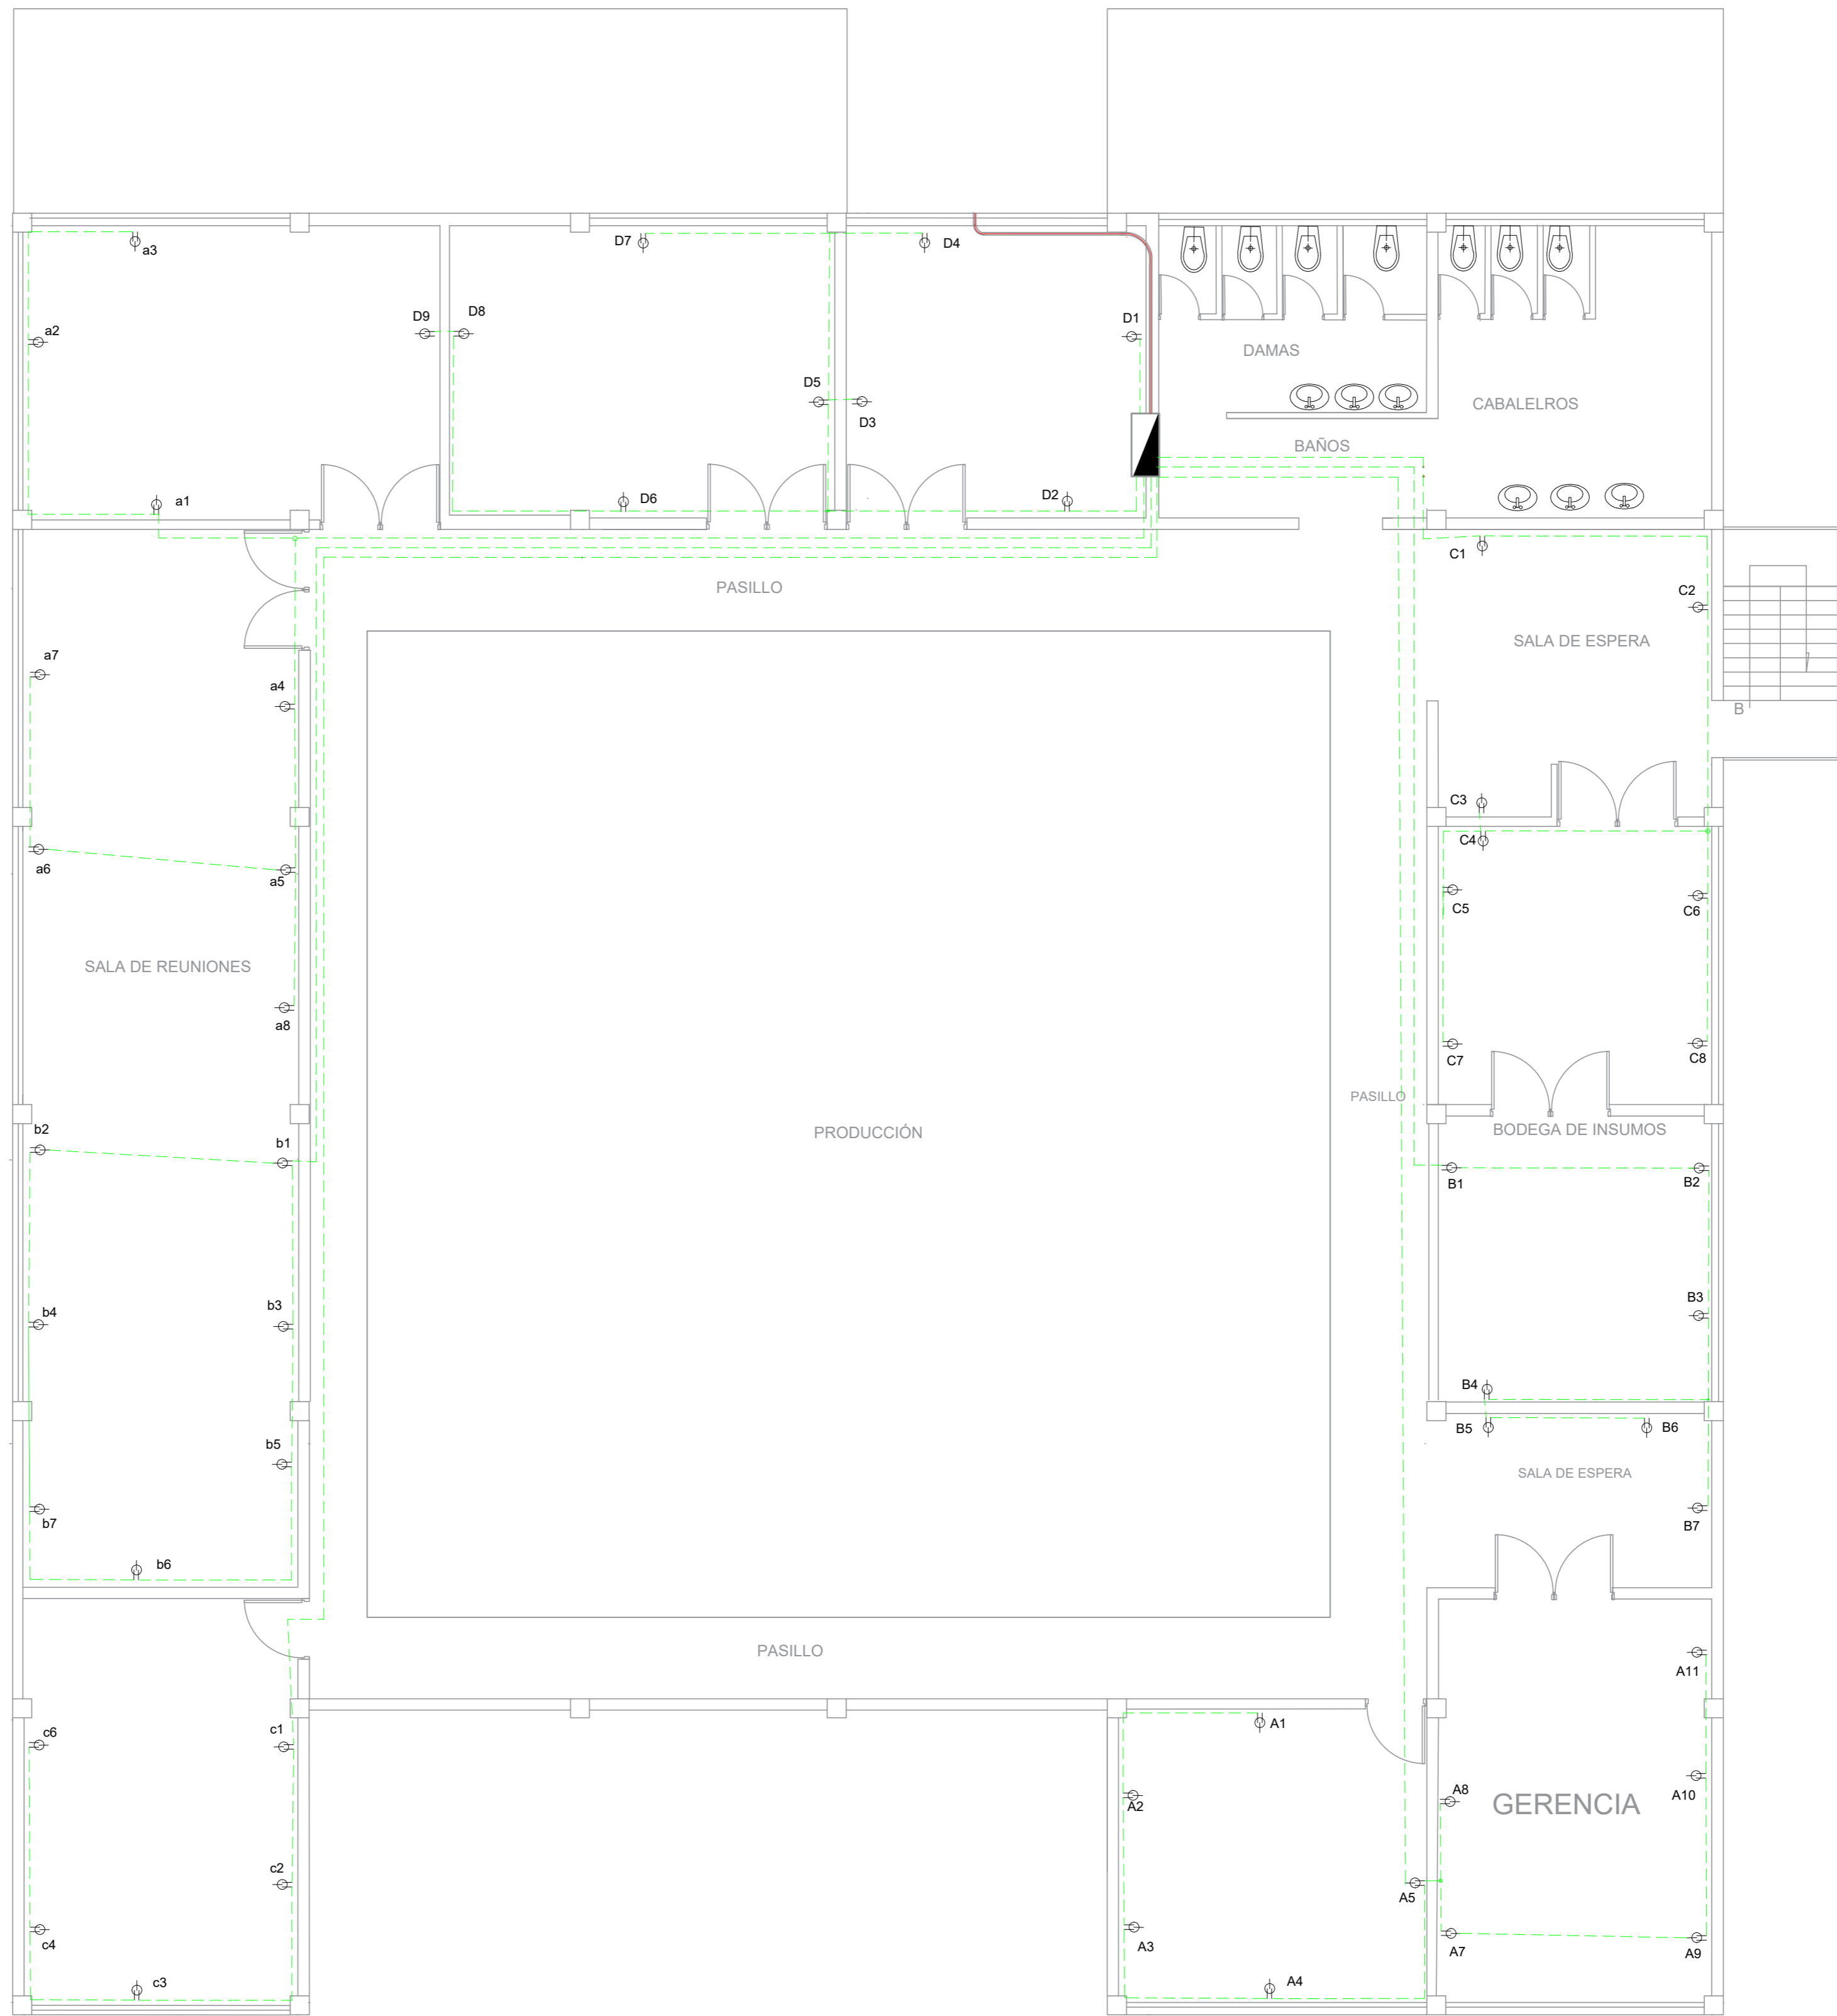 D7
D4
a3
D9
D8
D1
a2
DAMAS
D5
CABALELROS
D3
BAÑOS
D6
D2
a1
C1
PASILLO
C2
SALA DE ESPERA
a7
a4
B
C3
C4
a6
a5
C5
C6
SALA DE REUNIONES
a8
C7
C8
PASILLO
b2
PRODUCCIÓN
BODEGA DE INSUMOS
b1
B1
B2
b4
b3
B3
B4
B5
B6
b5
SALA DE ESPERA
b7
B7
b6
PASILLO
A11
c6
c1
A1
A8
A10
A2
GERENCIA
c2
A5
c4
A3
A7
A9
c3
A4